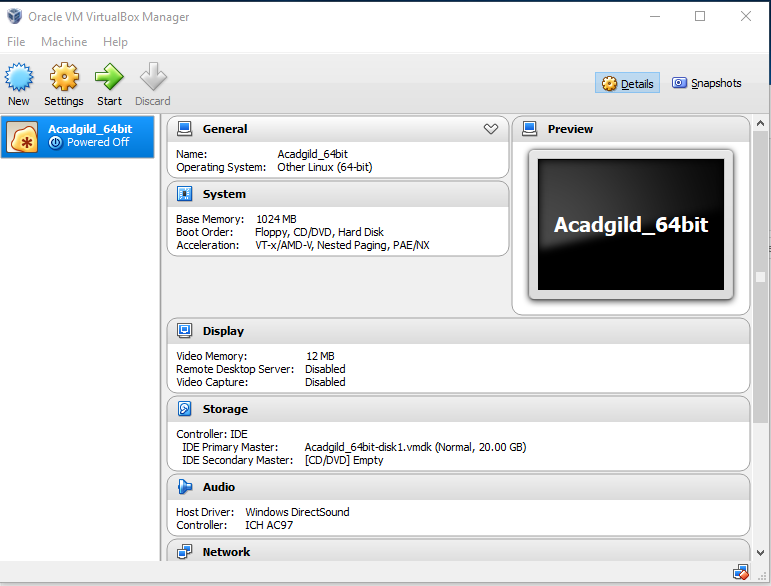 Oracle VM VirtualBox Manager
File Machine Help
New Settings Start Discard
Details Snapshots
Acadgild_64bit
Powered Off
General
Name: Acadgild_64bit
Operating System: Other Linux (64-bit)
Preview
Acadgild_64bit
System
Base Memory: 1024 MB
Boot Order: Floppy, CD/DVD, Hard Disk
Acceleration: VT-x/AMD-V, Nested Paging, PAE/NX
Display
Video Memory: 12 MB
Remote Desktop Server: Disabled
Video Capture: Disabled
Storage
Controller: IDE
IDE Primary Master: Acadgild_64bit-disk1.vmdk (Normal, 20.00 GB)
IDE Secondary Master: [CD/DVD] Empty
Audio
Host Driver: Windows DirectSound
Controller: ICH AC97
Network